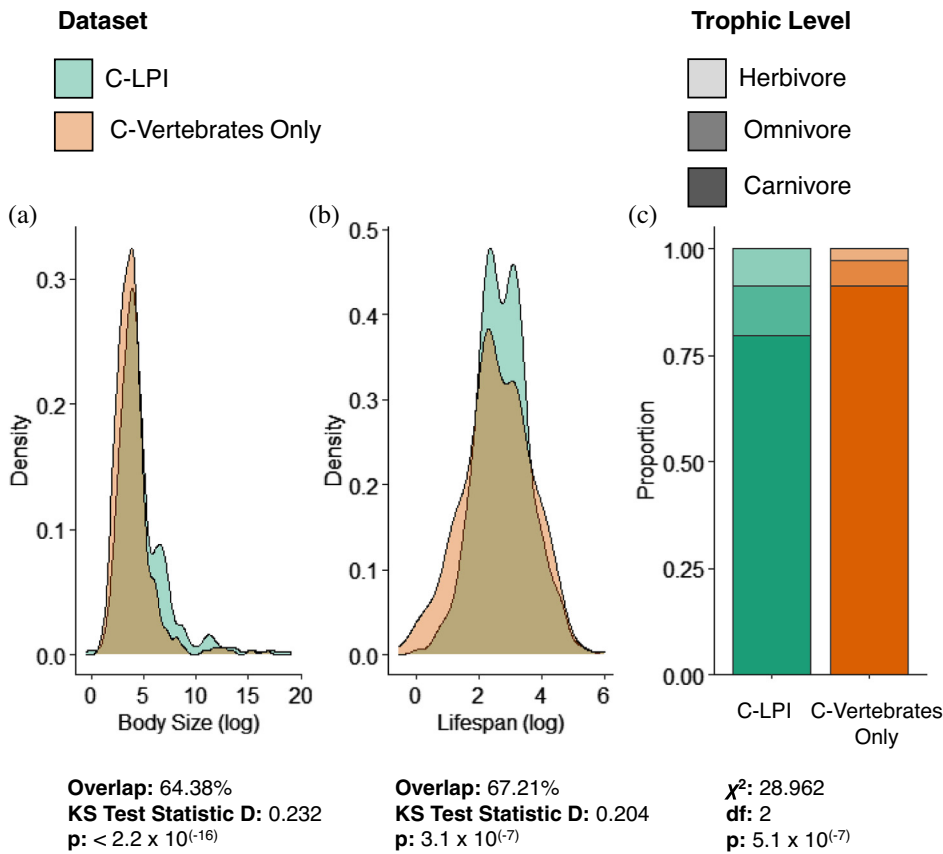 Dataset
C-LPI
C-Vertebrates Only
Trophic Level
Herbivore
Omnivore
Carnivore
(a)
0.3
0.2
0.1
0.0
Density
0 5 10 15 20
Body Size (log)
Overlap: 64.38%
KS Test Statistic D: 0.232
p: < 2.2 x 10(-16)
(b)
0.5
0.4
0.3
0.2
0.1
0.0
Density
0 2 4 6
Lifespan (log)
Overlap: 67.21%
KS Test Statistic D: 0.204
p: 3.1 x 10(-7)
(c)
1.00
0.75
0.50
0.25
0.00
Proportion
C-LPI
C-Vertebrates
Only
χ²: 28.962
df: 2
p: 5.1 x 10(-7)